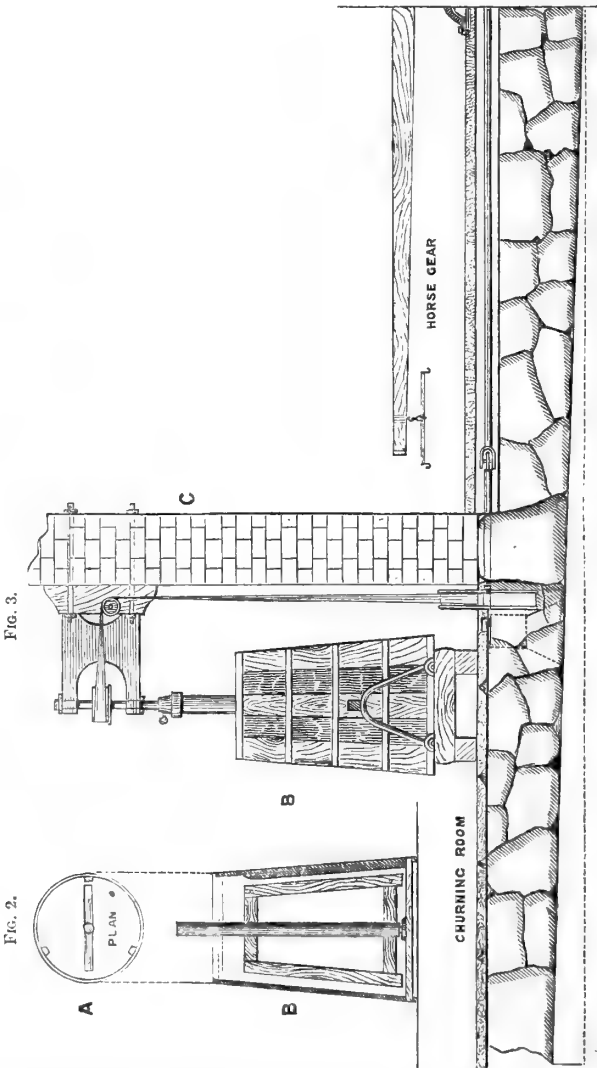 FIG. 2.
FIG. 3.
A
PLAN
B
B
C
HORSE GEAR
CHURNING ROOM